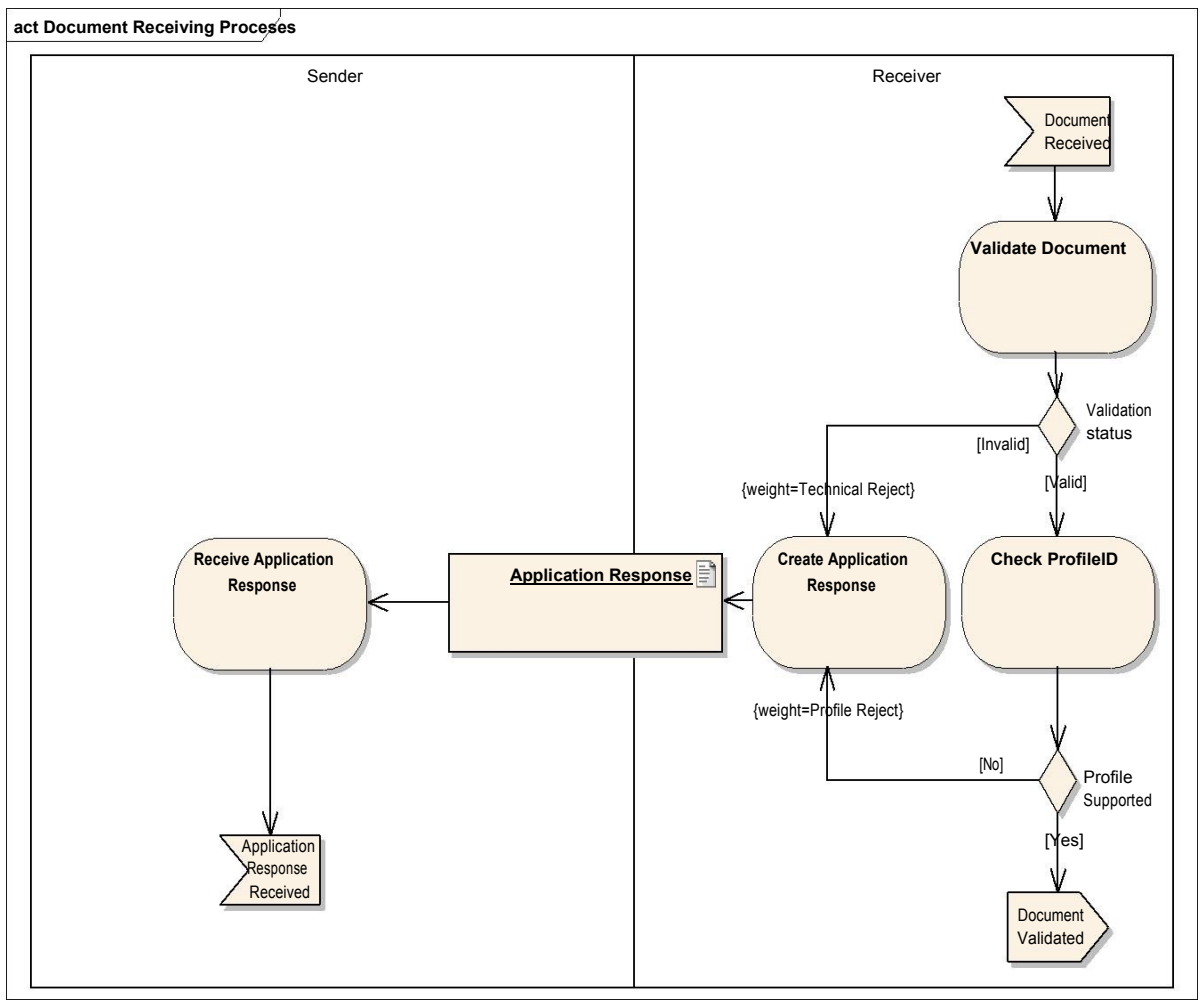 act Document Receiving Proceses
Sender
Receiver
Document
Received
Validate Document
Validation
status
[Invalid]
[Valid]
{weight=Technical Reject}
Receive Application
Response
Application Response
Create Application
Response
Check ProfileID
{weight=Profile Reject}
[No]
Profile
Supported
[Yes]
Application
Response
Received
Document
Validated